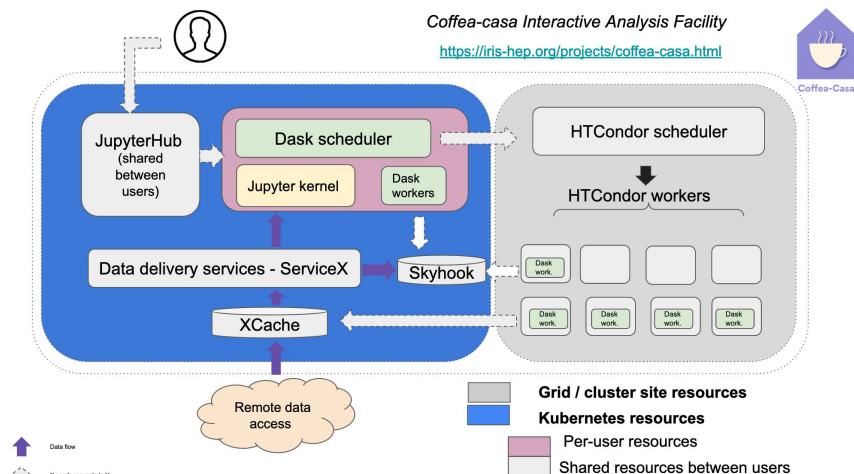 Coffea-casa Interactive Analysis Facility
https://iris-hep.org/projects/coffea-casa.html
Coffea-Casa
JupyterHub
(shared
between
users)
Dask scheduler
Jupyter kernel
Dask
workers
HTCondor scheduler
HTCondor workers
Data delivery services - ServiceX
Skyhook
XCache
Remote data
access
Dask
work.
Dask
work.
Dask
work.
Dask
work.
Dask
work.
Grid / cluster site resources
Kubernetes resources
Per-user resources
Shared resources between users
Data flow